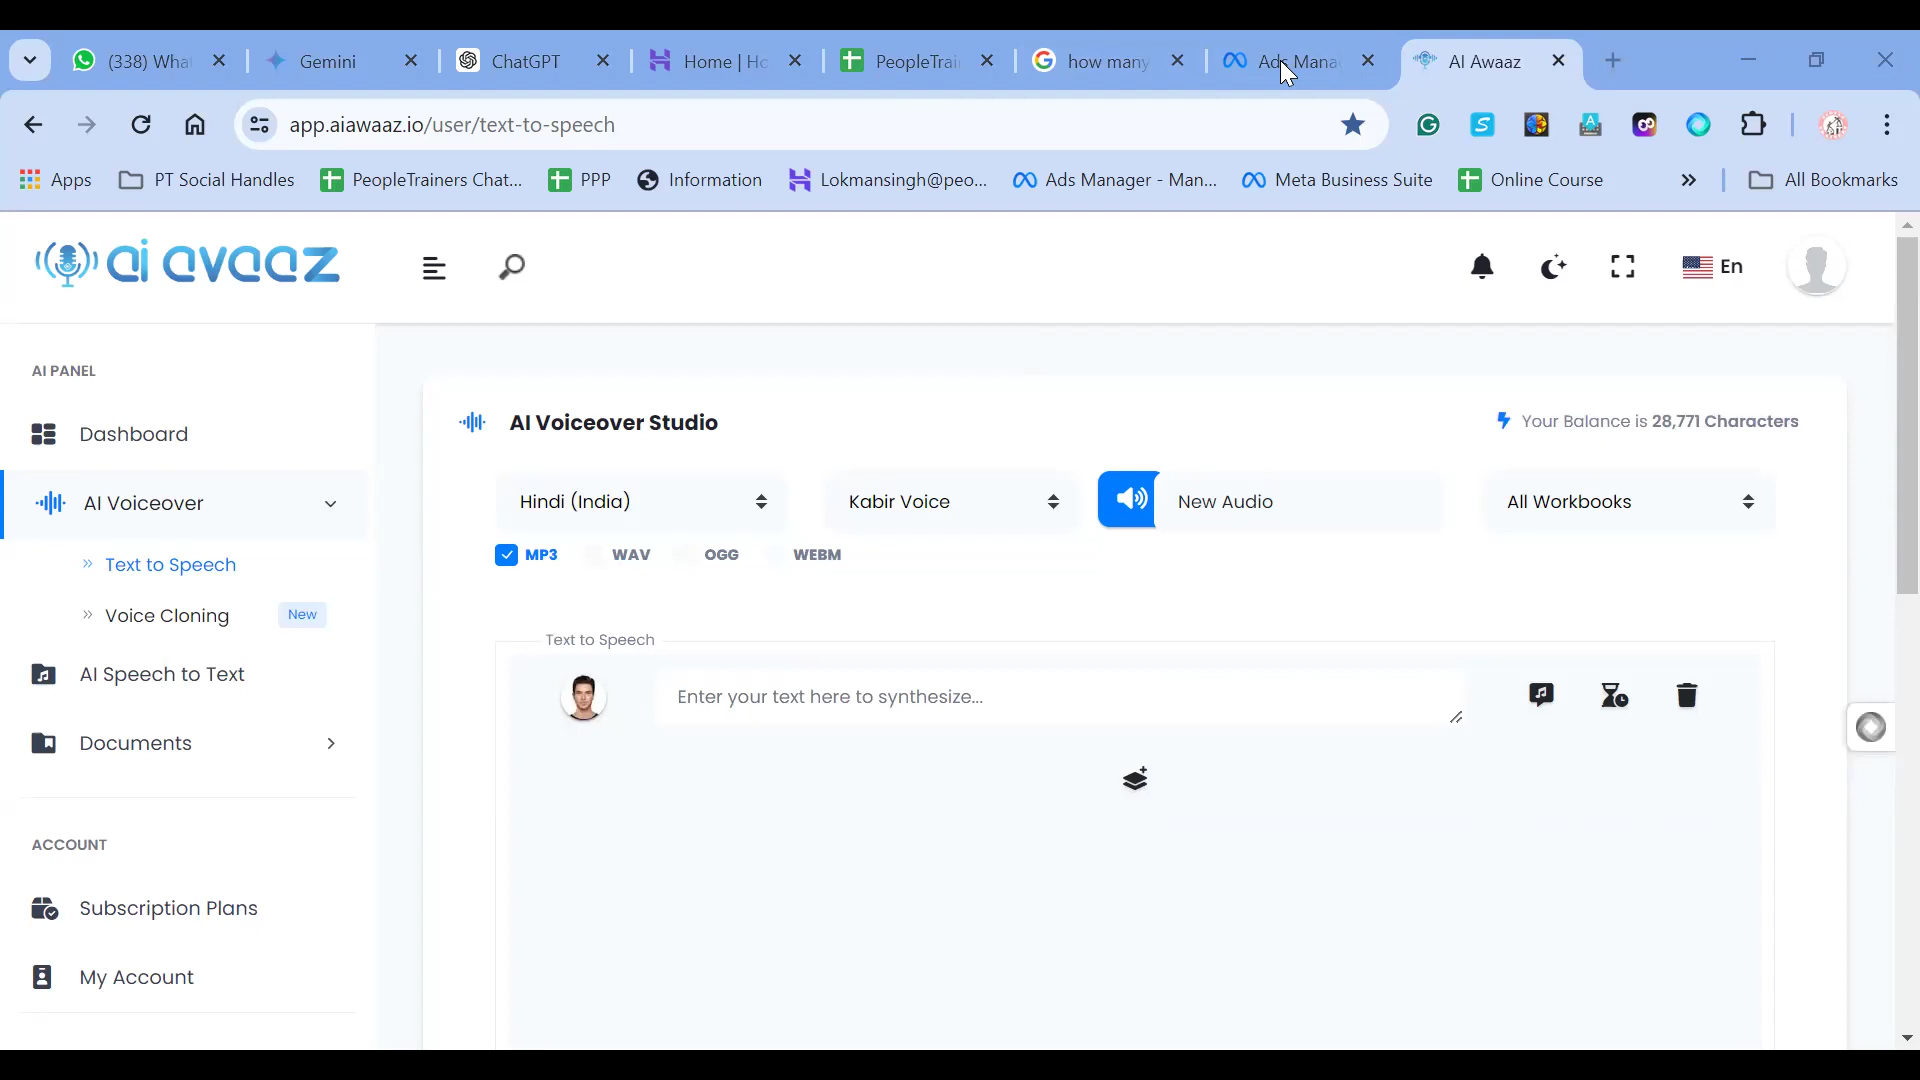 (338) Wha
Gemini
ChatGPT
Home | Ho
PeopleTrai
how many
Ads Mana
AI Awaaz
app.aiawaaz.io/user/text-to-speech
Apps
PT Social Handles
PeopleTrainers Chat...
PPP
Information
Lokmansingh@peo...
Ads Manager - Man...
Meta Business Suite
Online Course
»
All Bookmarks
ai avaaz
En
AI PANEL
Dashboard
AI Voiceover
Text to Speech
Voice Cloning
New
AI Speech to Text
Documents
ACCOUNT
Subscription Plans
My Account
AI Voiceover Studio
Your Balance is 28,771 Characters
Hindi (India)
Kabir Voice
New Audio
All Workbooks
MP3
WAV
OGG
WEBM
Text to Speech
Enter your text here to synthesize...